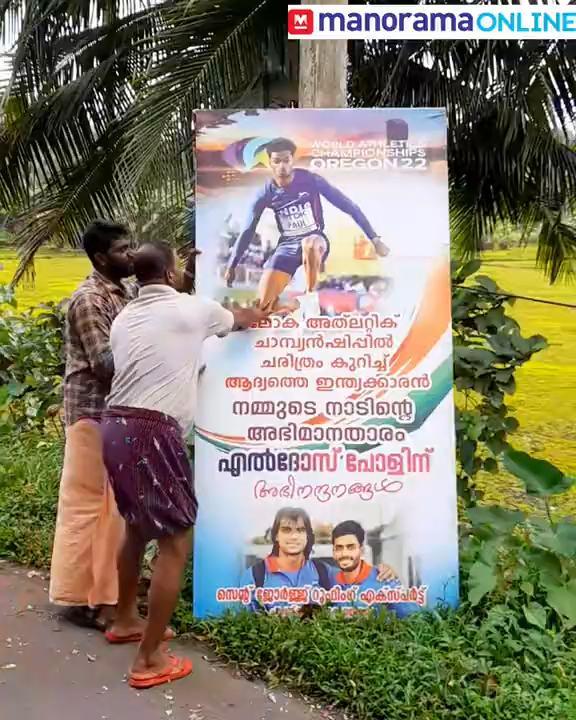 manoramaONLINE
WORLD ATHLETICS
CHAMPIONSHIPS
OREGON 22
INDIA
PAUL
ലോക അത്‌ലറ്റിക്
ചാമ്പ്യൻഷിപ്പിൽ
ചരിത്രം കുറിച്ച്
ആദ്യത്തെ ഇന്ത്യക്കാരൻ
നമ്മുടെ നാടിന്റെ
അഭിമാനതാരം
എൽദോസ് പോളിന്
അഭിനന്ദനങ്ങൾ
സെന്റ് ജോർജ്ജ് റൂഫിംഗ് എക്സ്പർട്ട്